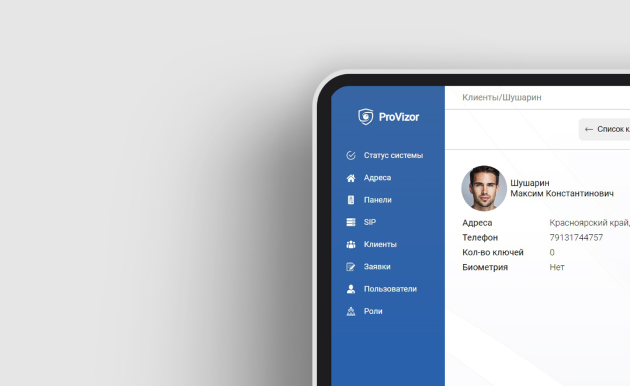 Клиенты/Шушарин
ProVizor
← Список к
Статус системы
Адреса
Панели
SIP
Клиенты
Заявки
Пользователи
Роли
Шушарин
Максим Константинович
Адреса Красноярский край,
Телефон 79131744757
Кол-во ключей 0
Биометрия Нет